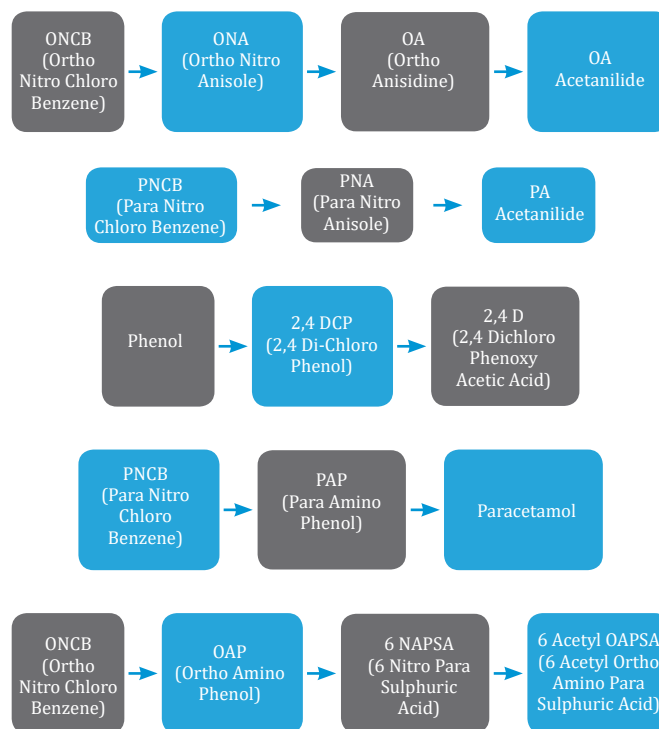 ONCB
(Ortho
Nitro Chloro
Benzene)
ONA
(Ortho Nitro
Anisole)
OA
(Ortho
Anisidine)
OA
Acetanilide
PNCB
(Para Nitro
Chloro Benzene)
PNA
(Para Nitro
Anisole)
PA
Acetanilide
Phenol
2,4 DCP
(2,4 Di-Chloro
Phenol)
2,4 D
(2,4 Dichloro
Phenoxy
Acetic Acid)
PNCB
(Para Nitro
Chloro
Benzene)
PAP
(Para Amino
Phenol)
Paracetamol
ONCB
(Ortho
Nitro Chloro
Benzene)
OAP
(Ortho Amino
Phenol)
6 NAPSA
(6 Nitro Para
Sulphuric
Acid)
6 Acetyl OAPSA
(6 Acetyl Ortho
Amino Para
Sulphuric Acid)